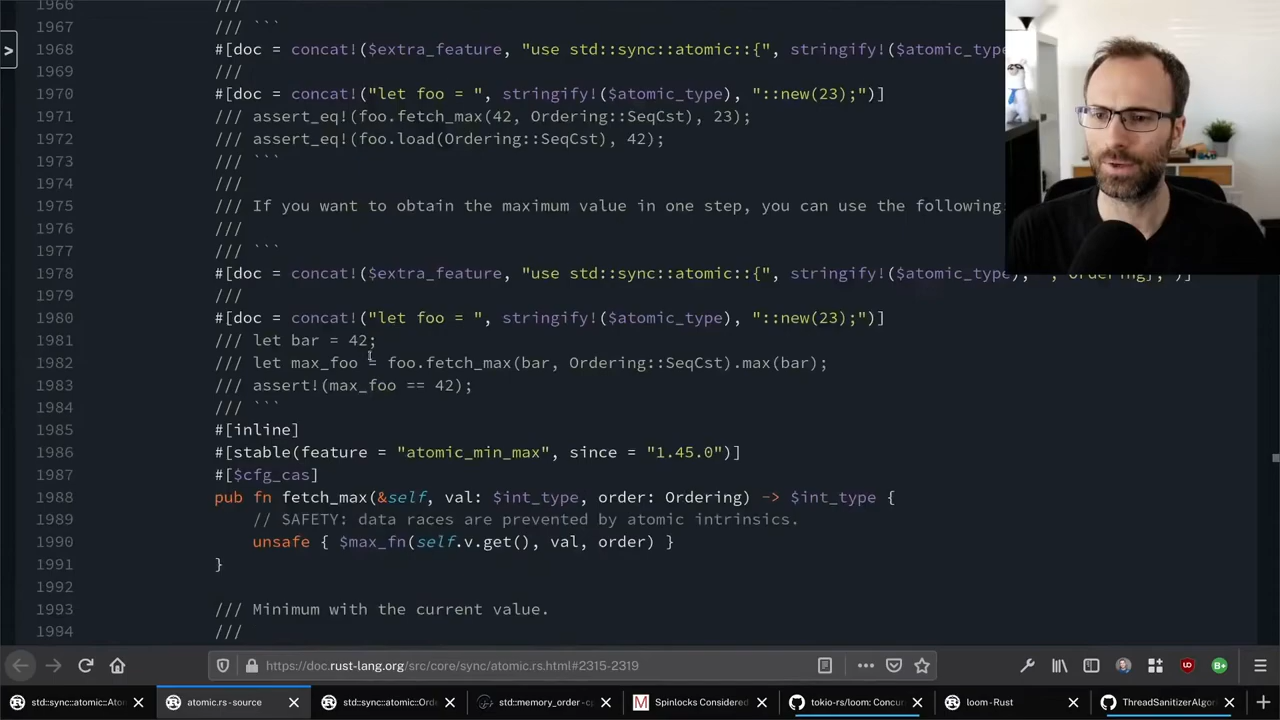 1966 ///
1967 /// ```
1968 #[doc = concat!($extra_feature, "use std::sync::atomic::{", stringify!($atomic_type
1969 ///
1970 #[doc = concat!("let foo = ", stringify!($atomic_type), "::new(23);")]
1971 /// assert_eq!(foo.fetch_max(42, Ordering::SeqCst), 23);
1972 /// assert_eq!(foo.load(Ordering::SeqCst), 42);
1973 /// ```
1974 ///
1975 /// If you want to obtain the maximum value in one step, you can use the following:
1976 ///
1977 /// ```
1978 #[doc = concat!($extra_feature, "use std::sync::atomic::{", stringify!($atomic_type), ", Ordering};")]
1979 ///
1980 #[doc = concat!("let foo = ", stringify!($atomic_type), "::new(23);")]
1981 /// let bar = 42;
1982 /// let max_foo = foo.fetch_max(bar, Ordering::SeqCst).max(bar);
1983 /// assert!(max_foo == 42);
1984 /// ```
1985 #[inline]
1986 #[stable(feature = "atomic_min_max", since = "1.45.0")]
1987 #[$cfg_cas]
1988 pub fn fetch_max(&self, val: $int_type, order: Ordering) -> $int_type {
1989 // SAFETY: data races are prevented by atomic intrinsics.
1990 unsafe { $max_fn(self.v.get(), val, order) }
1991 }
1992
1993 /// Minimum with the current value.
1994 ///
https://doc.rust-lang.org/src/core/sync/atomic.rs.html#2315-2319
std::sync::atomic::Ato atomic.rs - source std::sync::atomic::Ord std::memory_order - cp Spinlocks Considered tokio-rs/loom: Concur loom - Rust ThreadSanitizerAlgor